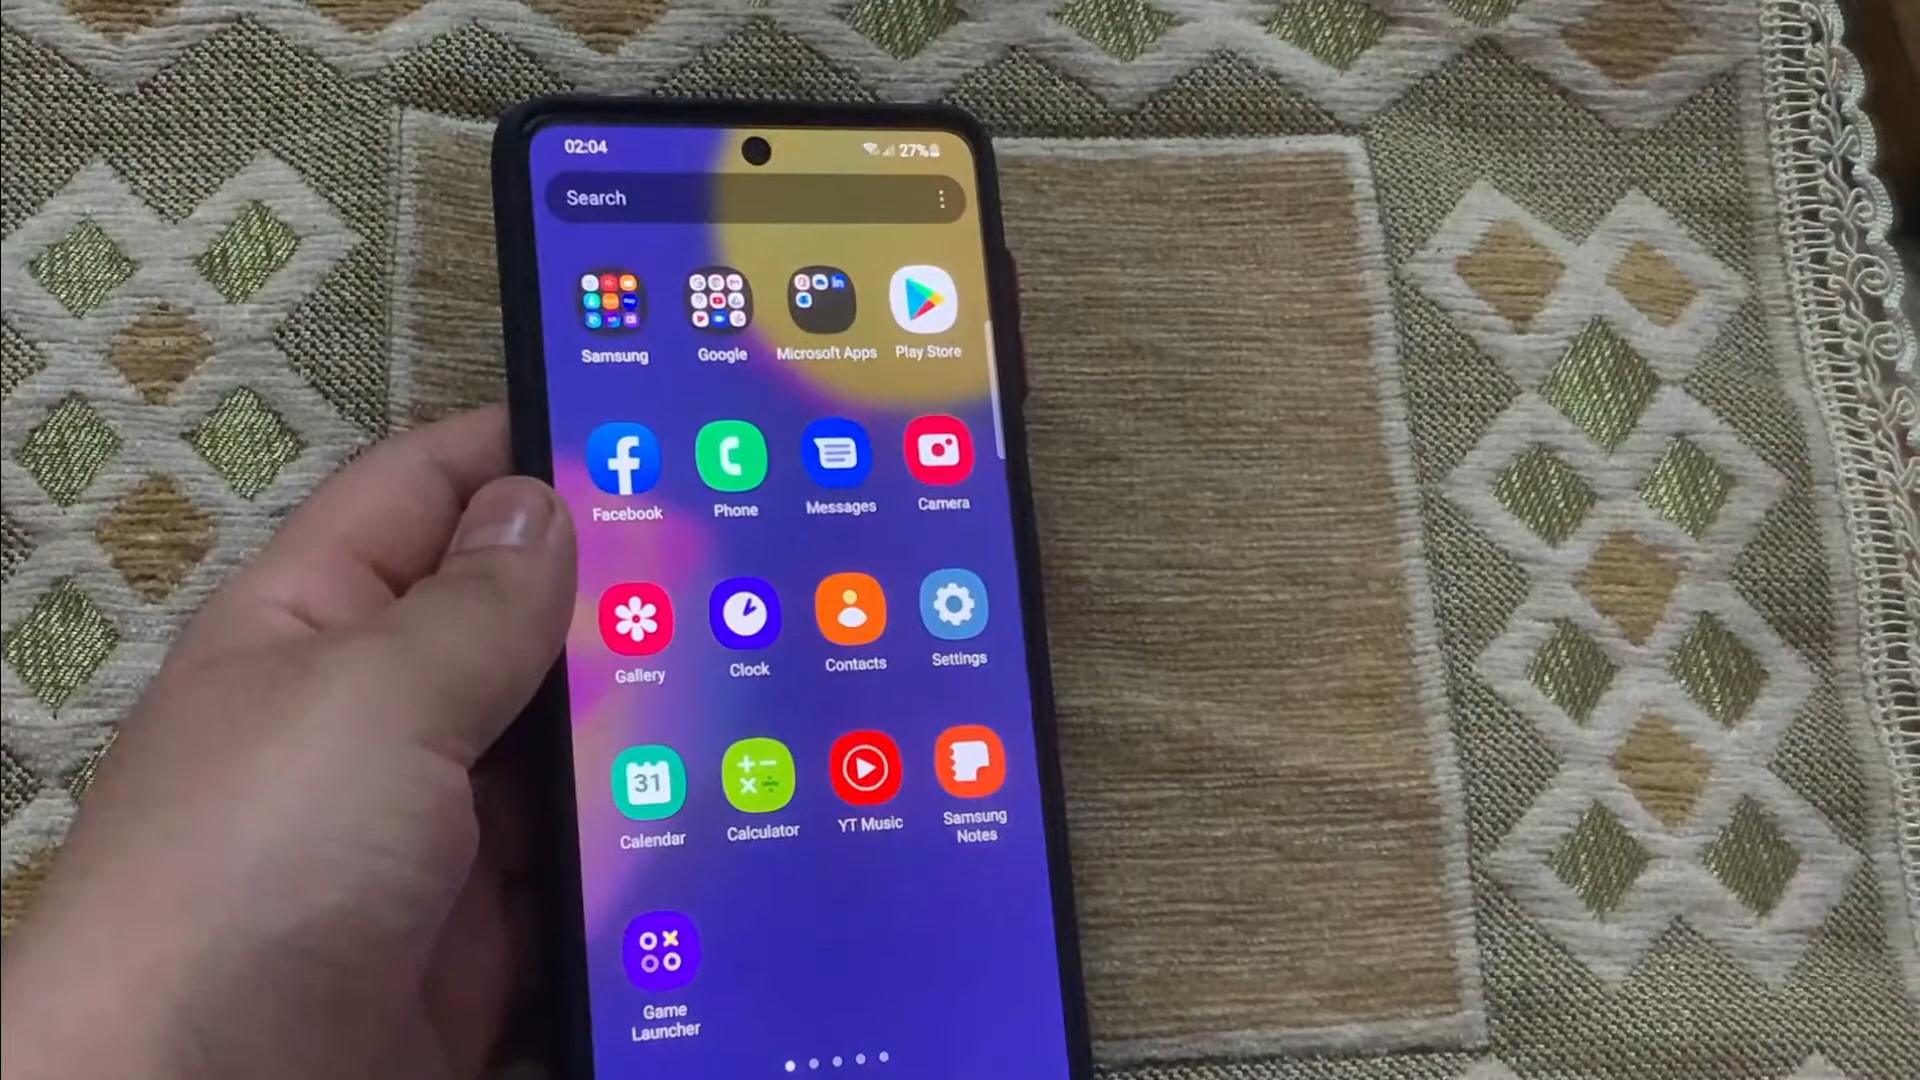 02:04
27%
Search
Samsung
Google
Microsoft Apps
Play Store
Facebook
Phone
Messages
Camera
Gallery
Clock
Contacts
Settings
31
Calendar
Calculator
YT Music
Samsung
Notes
Game
Launcher